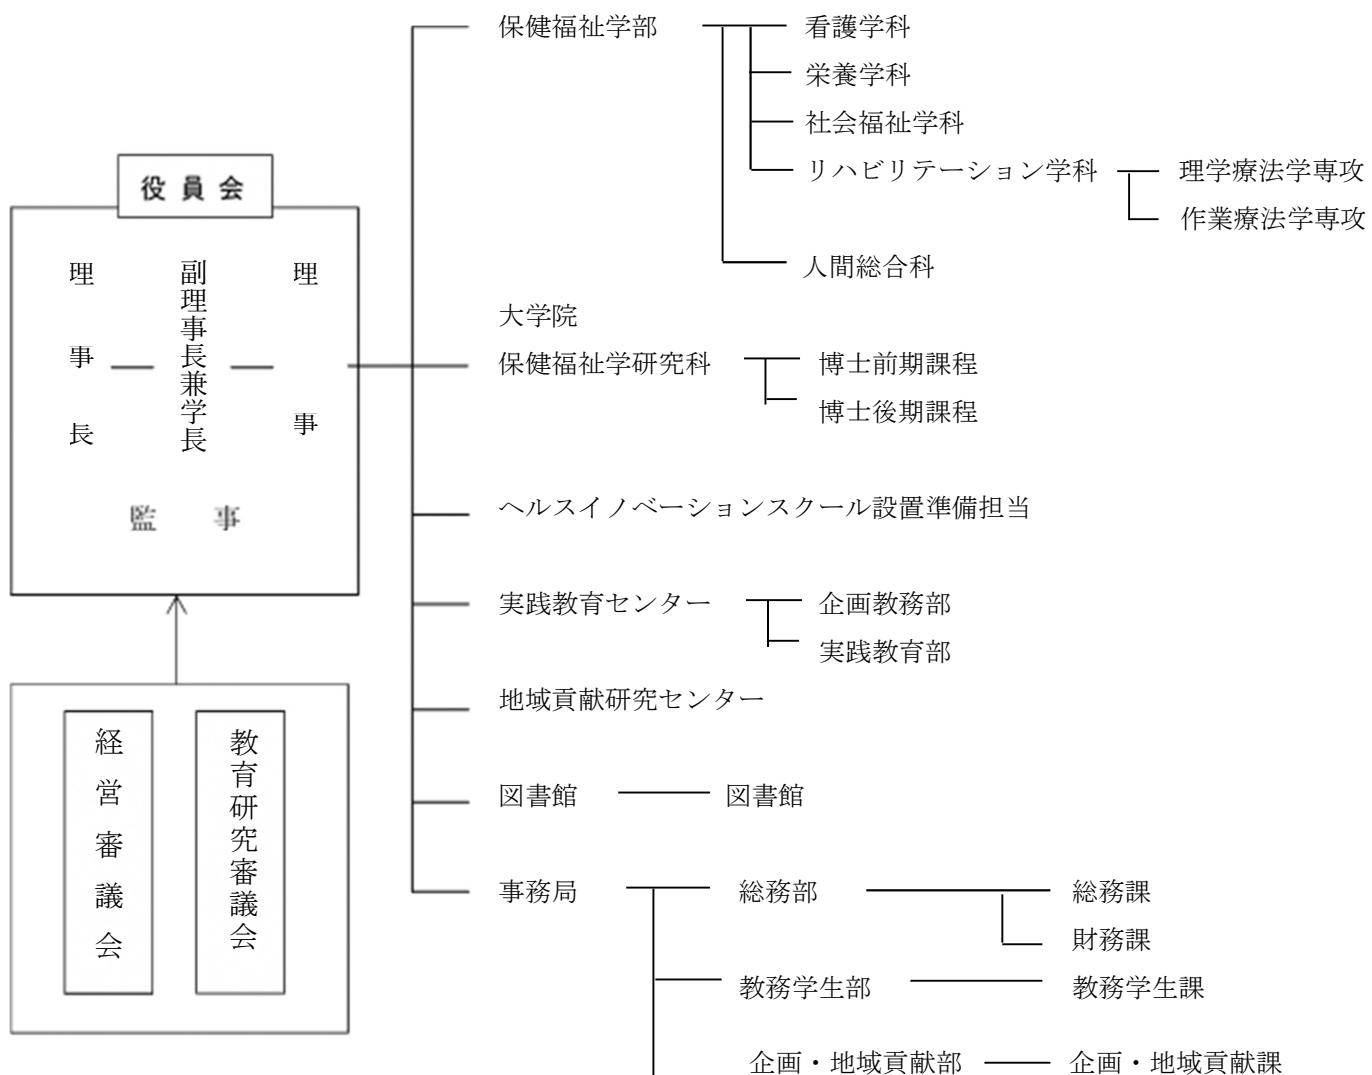 役員会
理事長
副理事長兼学長
理事
監事
経営審議会
教育研究審議会
保健福祉学部
看護学科
栄養学科
社会福祉学科
リハビリテーション学科
理学療法学専攻
作業療法学専攻
人間総合科
大学院
保健福祉学研究科
博士前期課程
博士後期課程
ヘルスイノベーションスクール設置準備担当
実践教育センター
企画教務部
実践教育部
地域貢献研究センター
図書館
図書館
事務局
総務部
総務課
財務課
教務学生部
教務学生課
企画・地域貢献部
企画・地域貢献課